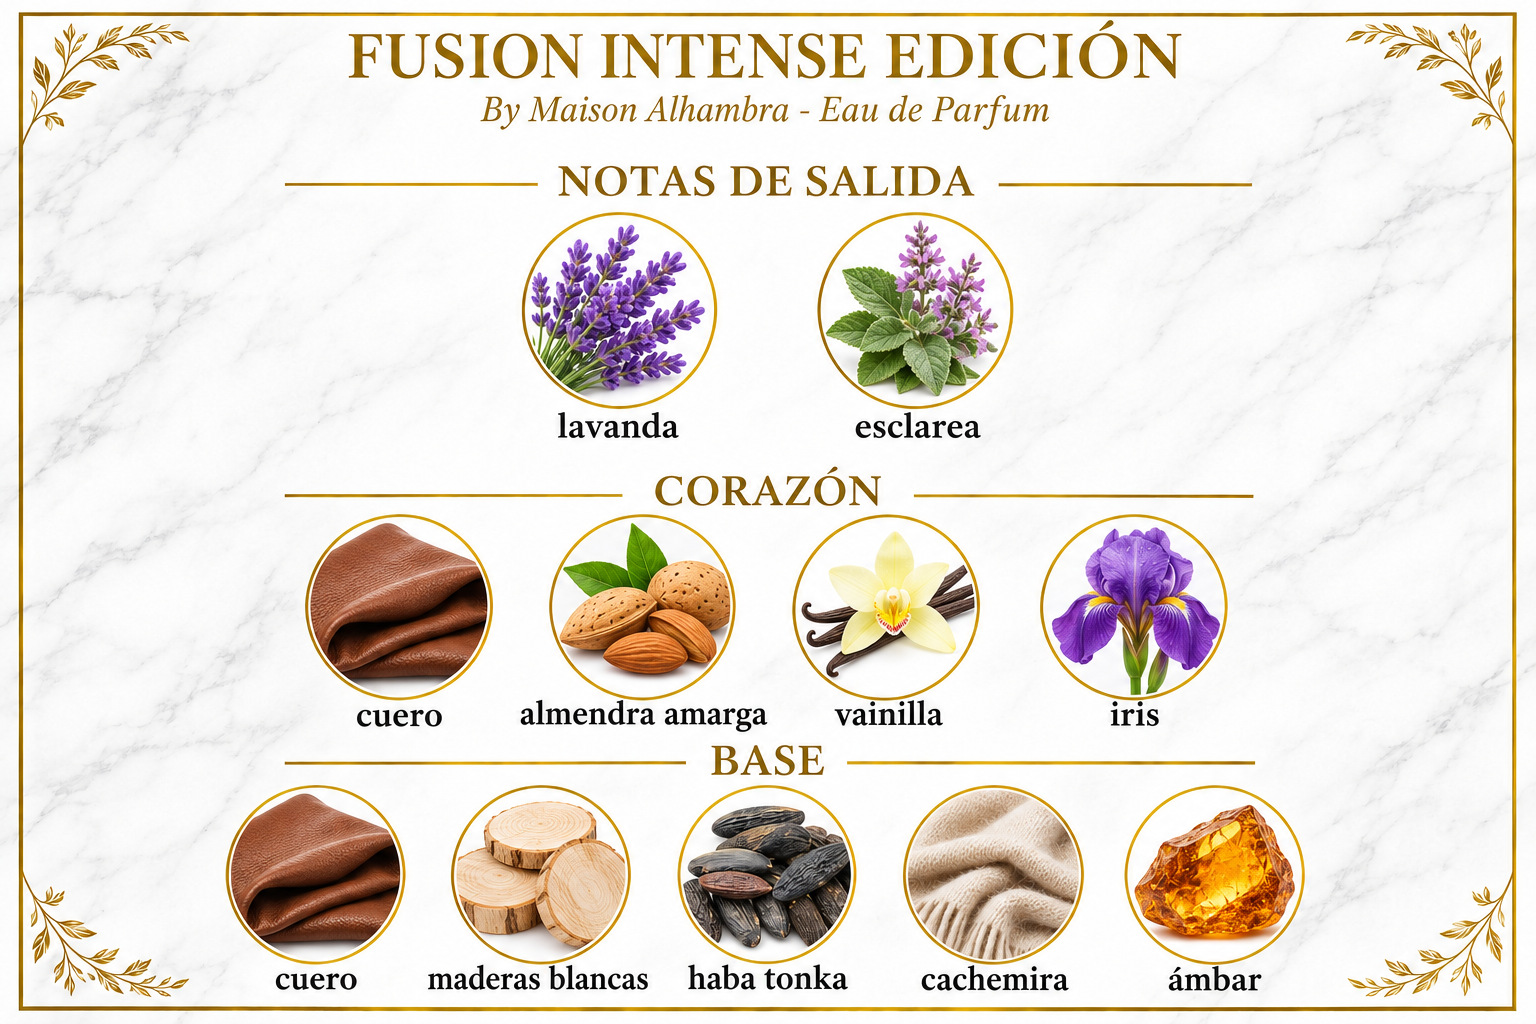 FUSION INTENSE EDICIÓN
By Maison Alhambra - Eau de Parfum
NOTAS DE SALIDA
lavanda esclarea
CORAZÓN
cuero almendra amarga vainilla iris
BASE
cuero maderas blancas haba tonka cachemira ámbar